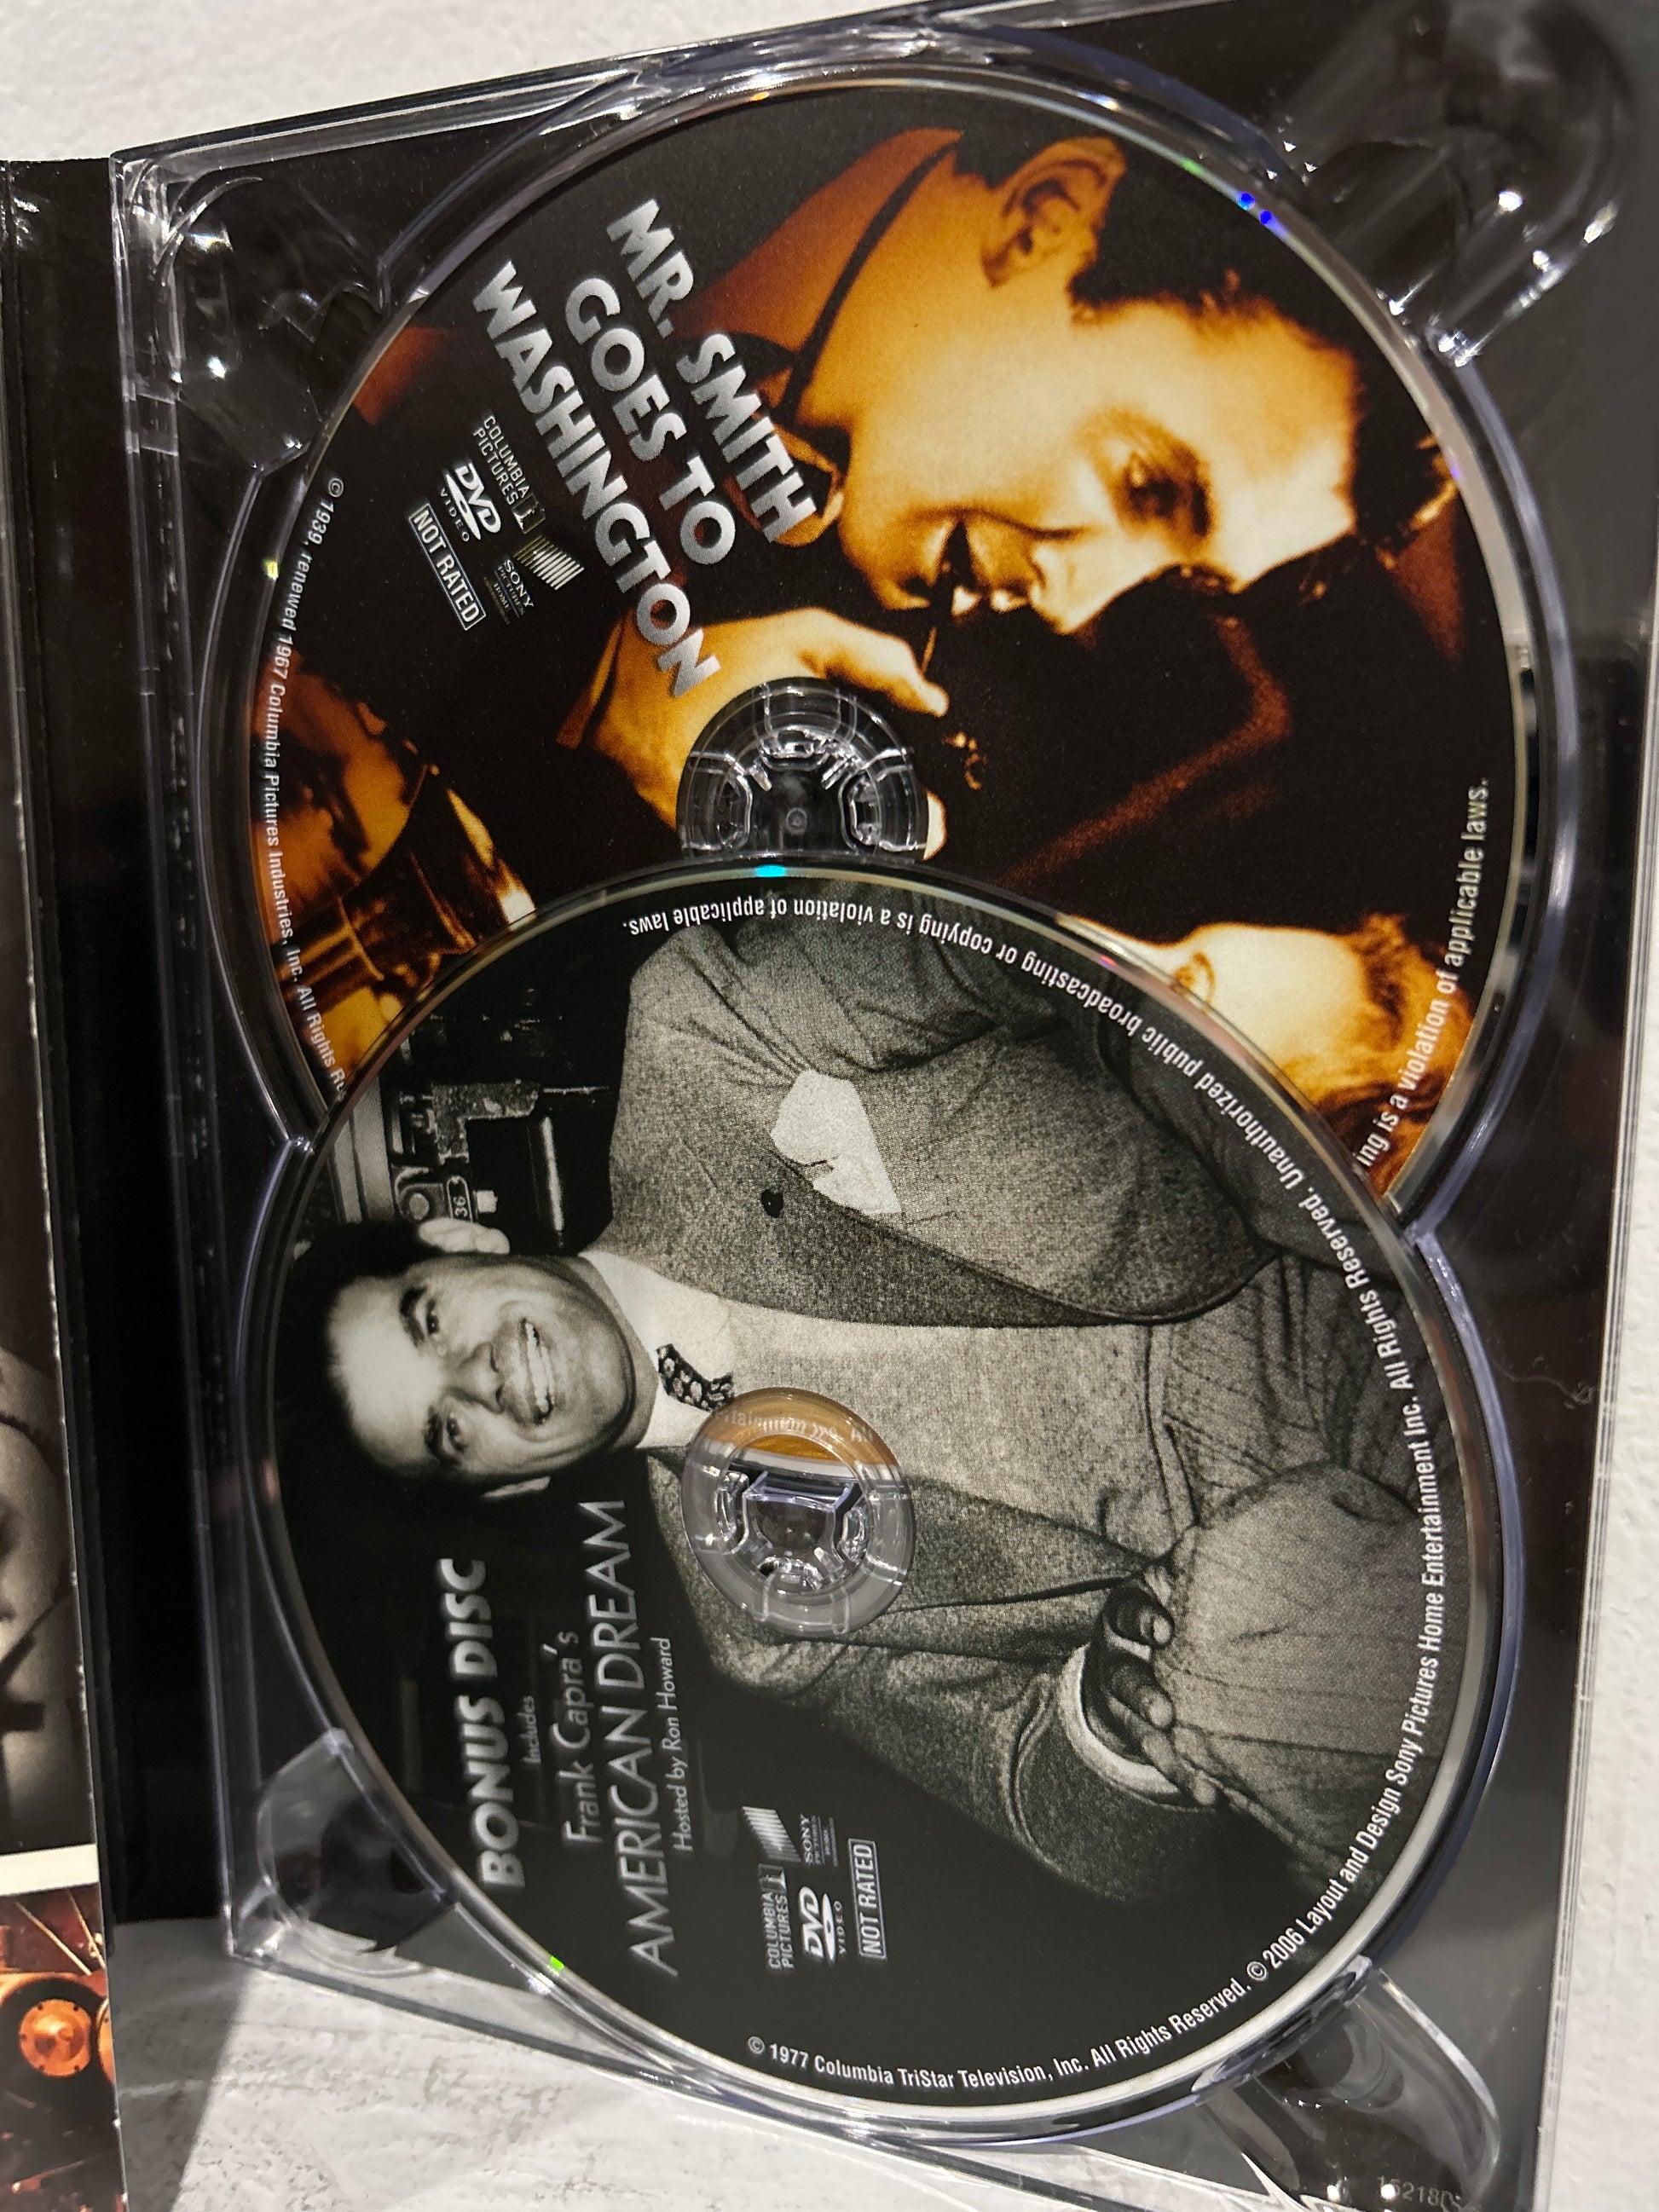 MR. SMITH
GOES TO
WASHINGTON
COLUMBIA
PICTURES
DVD
VIDEO
SONY
PICTURES
HOME
NOT RATED
© 1939, renewed 1967 Columbia Pictures Industries, Inc. All Rights
ing is a violation of applicable laws.
36
BONUS DISC
Includes
Frank Capra's
AMERICAN DREAM
Hosted by Ron Howard
COLUMBIA
PICTURES
SONY
DVD
VIDEO
NOT RATED
© 1977 Columbia TriStar Television, Inc. All Rights Reserved. © 2006 Layout and Design Sony Pictures Home Entertainment Inc. All Rights Reserved. Unauthorized public broadcasting or copying is a violation of applicable laws.